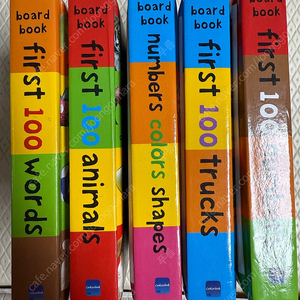 board book
first 100 words
board book
first 100 animals
board book
numbers colors shapes
board book
first 100 trucks
board book
first 100